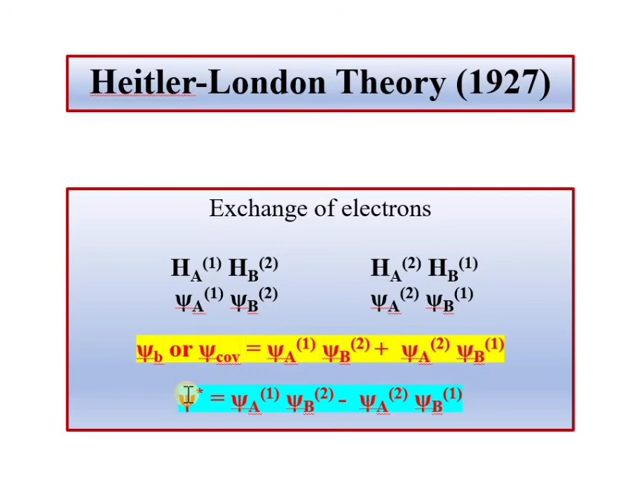 Heitler-London Theory (1927)
Exchange of electrons
H_A^(1) H_B^(2) H_A^(2) H_B^(1)
ψ_A^(1) ψ_B^(2) ψ_A^(2) ψ_B^(1)
ψ_b or ψ_cov = ψ_A^(1) ψ_B^(2) + ψ_A^(2) ψ_B^(1)
ψ* = ψ_A^(1) ψ_B^(2) - ψ_A^(2) ψ_B^(1)